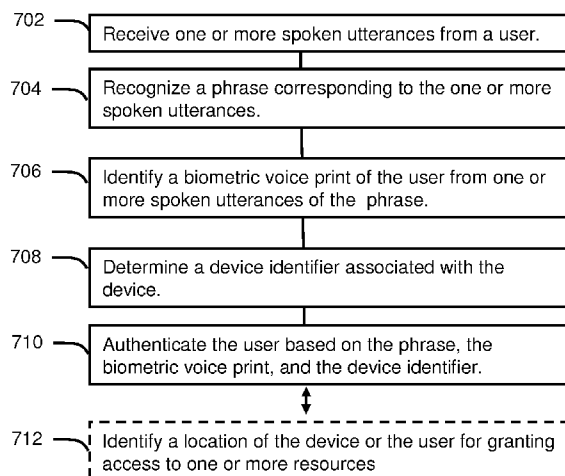 702
Receive one or more spoken utterances from a user.
704
Recognize a phrase corresponding to the one or more
spoken utterances.
706
Identify a biometric voice print of the user from one or
more spoken utterances of the phrase.
708
Determine a device identifier associated with the
device.
710
Authenticate the user based on the phrase, the
biometric voice print, and the device identifier.
712
Identify a location of the device or the user for granting
access to one or more resources